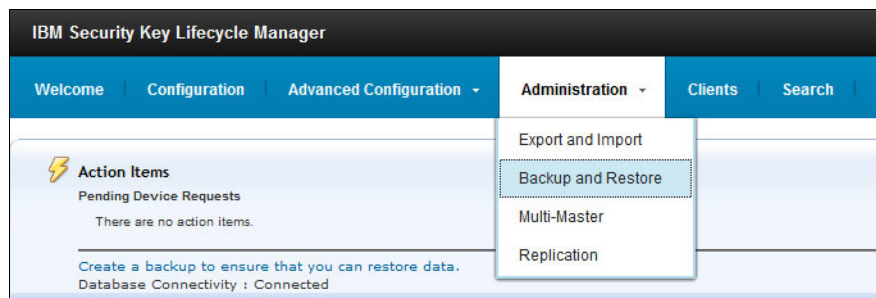 IBM Security Key Lifecycle Manager
Welcome Configuration Advanced Configuration Administration Clients Search
Export and Import
Backup and Restore
Multi-Master
Replication
Action Items
Pending Device Requests
There are no action items.
Create a backup to ensure that you can restore data.
Database Connectivity : Connected